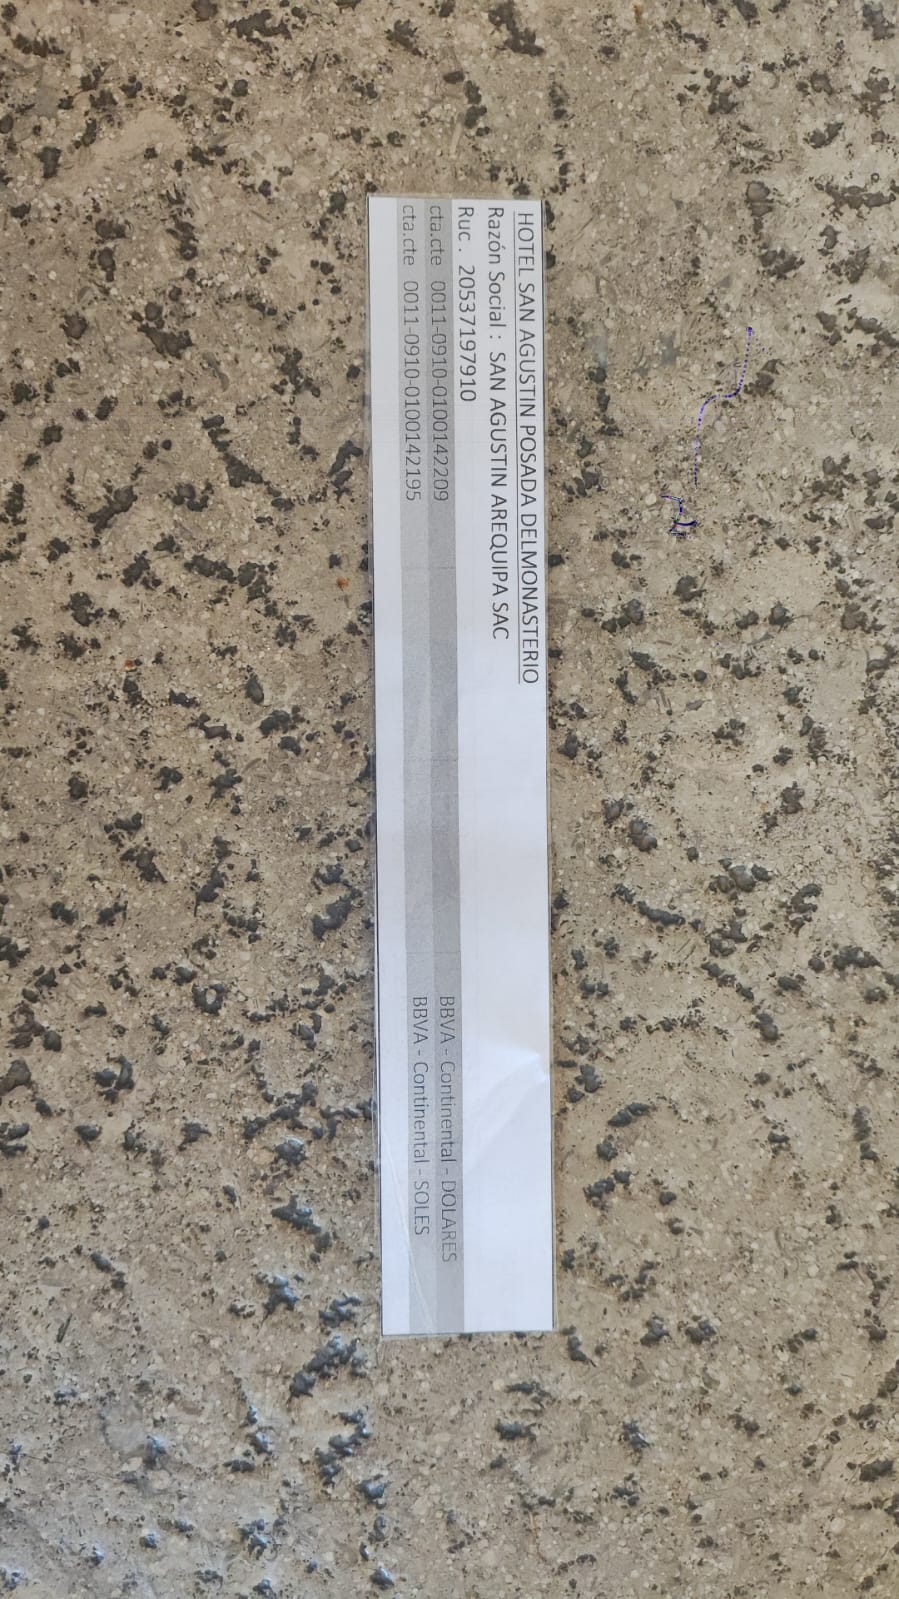 HOTEL SAN AGUSTIN POSADA DELMONASTERIO
Razón Social : SAN AGUSTIN AREQUIPA SAC
Ruc . 20537197910
cta.cte 0011-0910-0100142209 BBVA - Continental - DOLARES
cta.cte 0011-0910-0100142195 BBVA - Continental - SOLES